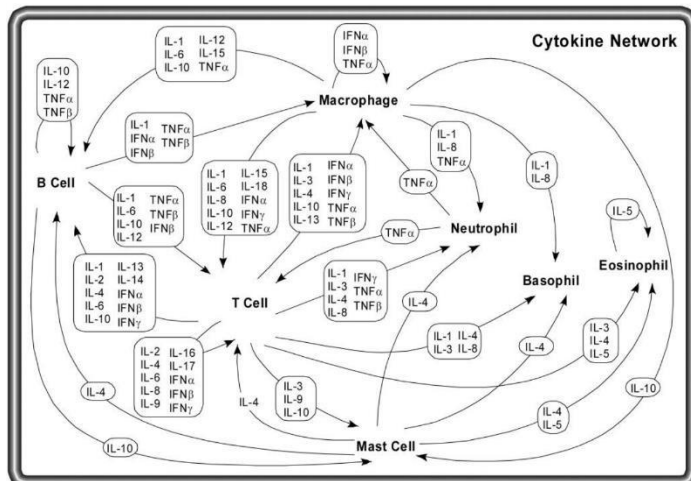 Cytokine Network
IL-1 IL-12
IL-6 IL-15
IL-10 TNFα
IFNα
IFNβ
TNFα
IL-10
IL-12
TNFα
TNFβ
Macrophage
IL-1 TNFα
IFNα TNFβ
IFNβ
IL-1
IL-8
TNFα
IL-1
IL-8
B Cell
IL-1 IL-15
IL-6 IL-18
IL-8 IFNα
IL-10 IFNγ
IL-12 TNFα
IL-1 IFNα
IL-3 IFNβ
IL-4 IFNγ
IL-10 TNFα
IL-13 TNFβ
TNFα
IL-1 TNFα
IL-6 TNFβ
IL-10 IFNβ
IL-12
IL-5
TNFα
Neutrophil
Eosinophil
Basophil
IL-1 IL-13
IL-2 IL-14
IL-4 IFNα
IL-6 IFNβ
IL-10 IFNγ
T Cell
IL-1 IFNγ
IL-3 TNFα
IL-4 TNFβ
IL-8
IL-4
IL-1 IL-4
IL-3 IL-8
IL-4
IL-3
IL-4
IL-5
IL-2 IL-16
IL-4 IL-17
IL-6 IFNα
IL-8 IFNβ
IL-9 IFNγ
IL-4
IL-4
IL-3
IL-9
IL-10
IL-10
IL-4
IL-5
IL-10
Mast Cell